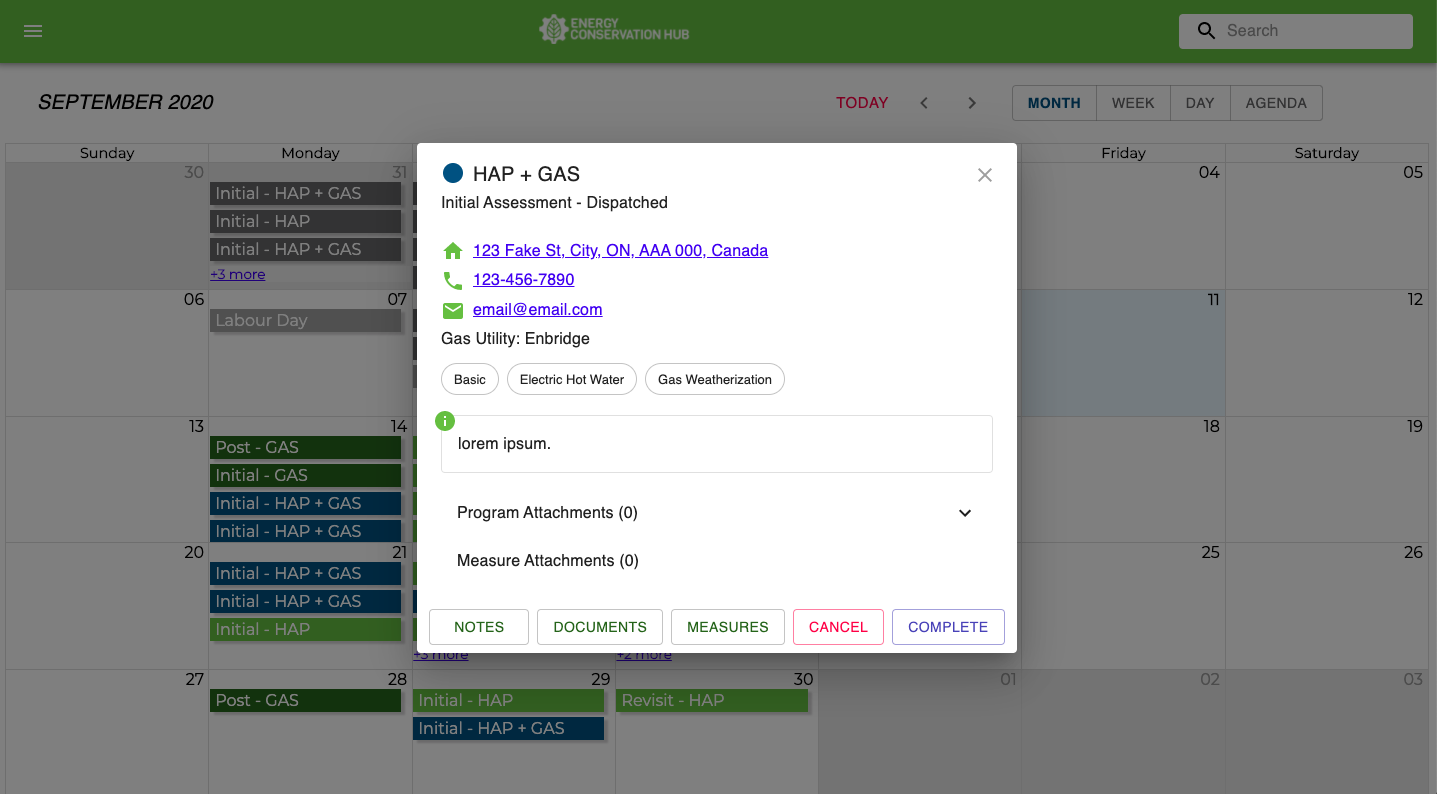 ENERGY
CONSERVATION HUB
Search
SEPTEMBER 2020
TODAY
MONTH WEEK DAY AGENDA
Sunday Monday Friday Saturday
30 31 04 05
Initial - HAP + GAS
Initial - HAP
Initial - HAP + GAS
+3 more
06 07 11 12
Labour Day
13 14 18 19
Post - GAS
Initial - GAS
Initial - HAP + GAS
Initial - HAP + GAS
20 21 25 26
Initial - HAP + GAS
Initial - HAP + GAS
Initial - HAP
+3 more +2 more
27 28 29 30 01 02 03
Post - GAS Initial - HAP Revisit - HAP
Initial - HAP + GAS
HAP + GAS
Initial Assessment - Dispatched
123 Fake St, City, ON, AAA 000, Canada
123-456-7890
email@email.com
Gas Utility: Enbridge
Basic Electric Hot Water Gas Weatherization
lorem ipsum.
Program Attachments (0)
Measure Attachments (0)
NOTES DOCUMENTS MEASURES CANCEL COMPLETE